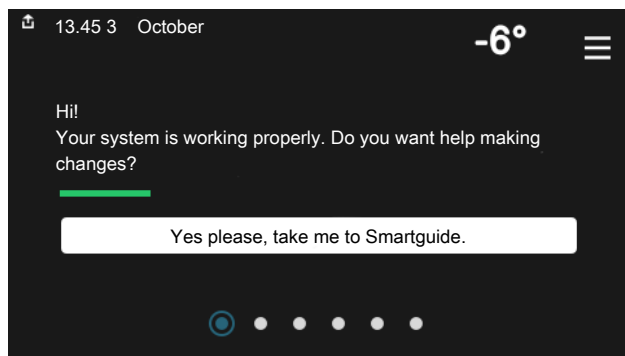 13.45 3 October
-6°
Hi!
Your system is working properly. Do you want help making
changes?
Yes please, take me to Smartguide.